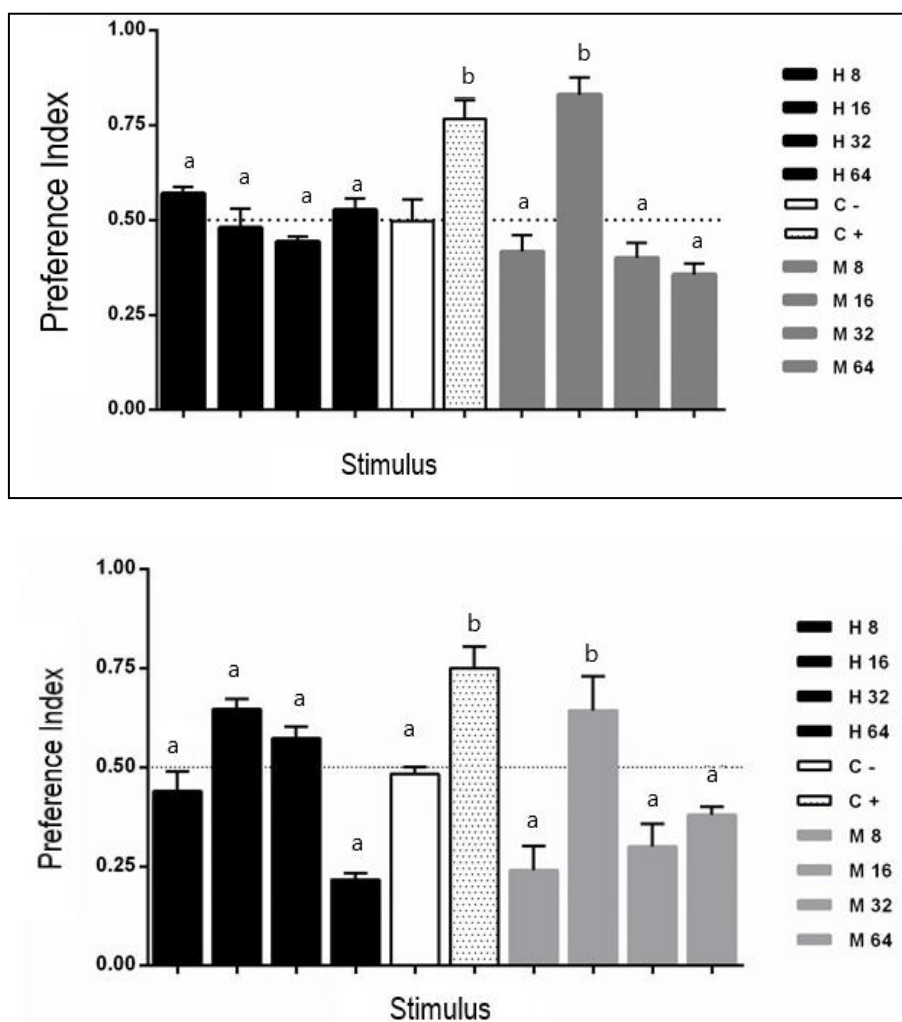 1.00
0.75
0.50
0.25
0.00
Preference Index
a
a
a
a
b
a
b
a
a
Stimulus
H 8
H 16
H 32
H 64
C -
C +
M 8
M 16
M 32
M 64
1.00
0.75
0.50
0.25
0.00
Preference Index
a
a
a
a
a
b
a
b
a
a
Stimulus
H 8
H 16
H 32
H 64
C -
C +
M 8
M 16
M 32
M 64